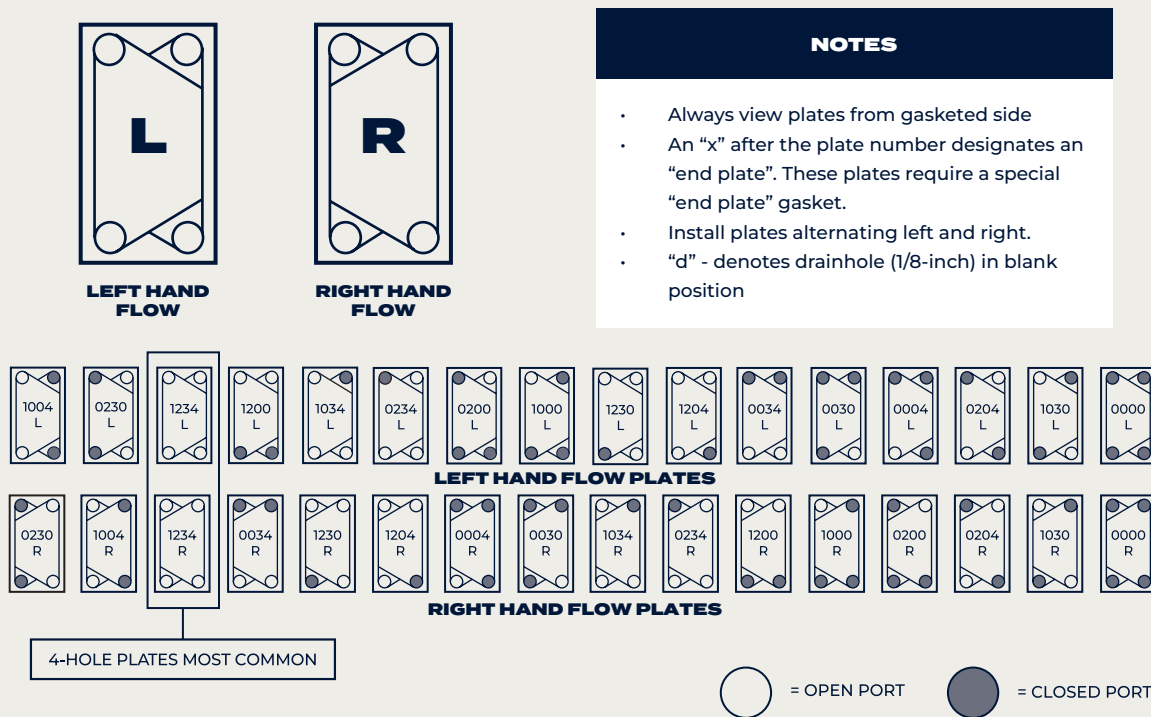 L
R
LEFT HAND
FLOW
RIGHT HAND
FLOW
NOTES
• Always view plates from gasketed side
• An “x” after the plate number designates an
“end plate”. These plates require a special
“end plate” gasket.
• Install plates alternating left and right.
• “d” - denotes drainhole (1/8-inch) in blank
position
1004 0230 1234 1200 1034 0234 0200 1000 1230 1204 0034 0030 0004 0204 1030 0000
L L L L L L L L L L L L L L L L
LEFT HAND FLOW PLATES
0230 1004 1234 0034 1230 1204 0004 0030 1034 0234 1200 1000 0200 0204 1030 0000
R R R R R R R R R R R R R R R R
RIGHT HAND FLOW PLATES
4-HOLE PLATES MOST COMMON
= OPEN PORT
= CLOSED PORT